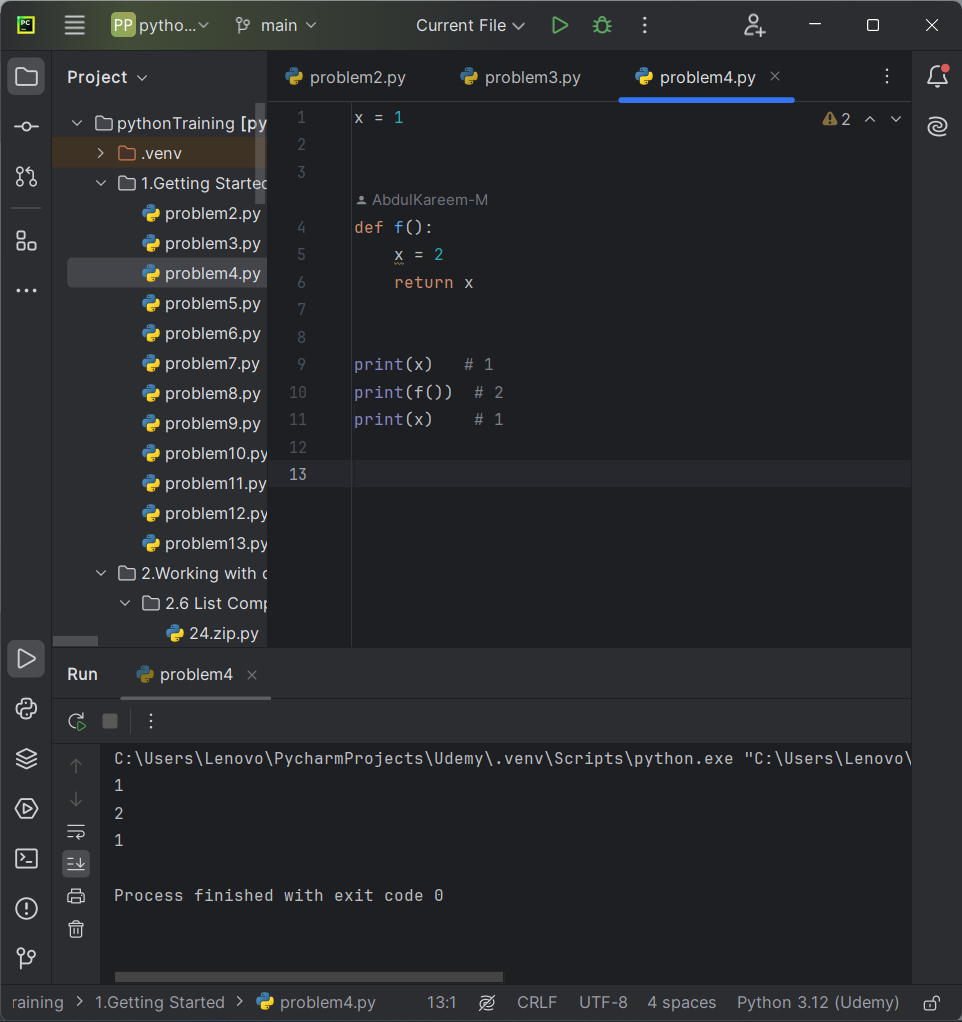 PC PP pytho... main Current File
Project
problem2.py problem3.py problem4.py
pythonTraining [py
.venv
1.Getting Started
problem2.py
problem3.py
problem4.py
problem5.py
problem6.py
problem7.py
problem8.py
problem9.py
problem10.py
problem11.py
problem12.py
problem13.py
2.Working with d
2.6 List Comp
24.zip.py
2
1 x = 1
2
3
AbdulKareem-M
4 def f():
5     x = 2
6     return x
7
8
9 print(x)   # 1
10 print(f())  # 2
11 print(x)    # 1
12
13
Run problem4
C:\Users\Lenovo\PycharmProjects\Udemy\.venv\Scripts\python.exe "C:\Users\Lenovo\
1
2
1
Process finished with exit code 0
raining > 1.Getting Started > problem4.py 13:1 CRLF UTF-8 4 spaces Python 3.12 (Udemy)